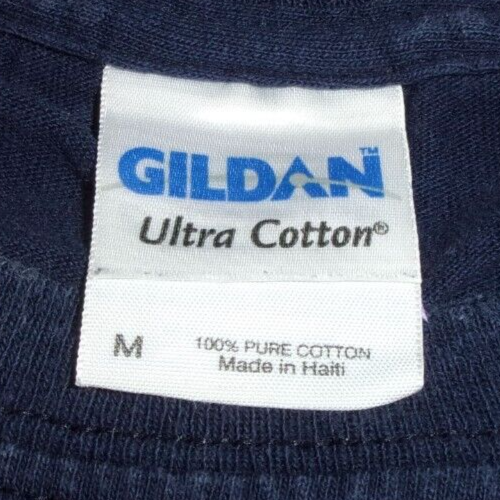 GILDAN™
Ultra Cotton®
M
100% PURE COTTON
Made in Haiti